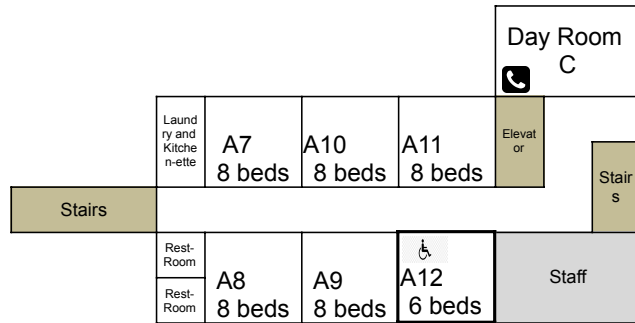 Day Room
C
Laund
ry and
Kitche
n-ette
A7
8 beds
A10
8 beds
A11
8 beds
Elevat
or
Stair
s
Stairs
Rest-
Room
Rest-
Room
A8
8 beds
A9
8 beds
A12
6 beds
Staff